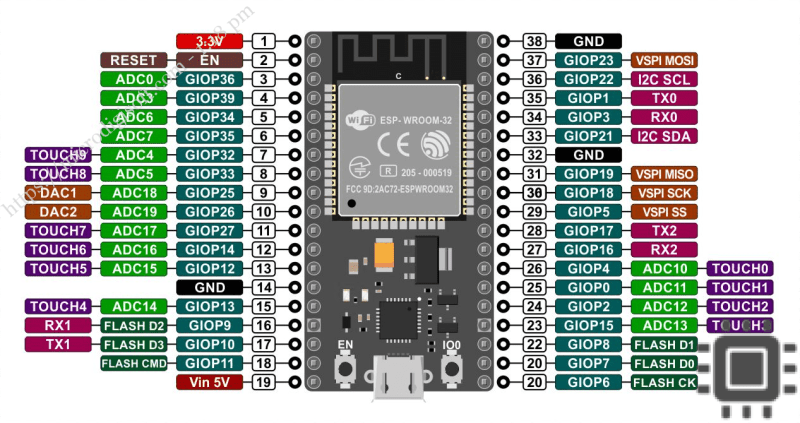 3.3V 1 38 GND
RESET EN 2 37 GIOP23 VSPI MOSI
ADC0 GIOP36 3 36 GIOP22 I2C SCL
GIOP39 4 35 GIOP1 TX0
ADC6 GIOP34 5 34 GIOP3 RX0
ADC7 GIOP35 6 33 GIOP21 I2C SDA
TOUCH9 ADC4 GIOP32 7 32 GND
TOUCH8 ADC5 GIOP33 8 31 GIOP19 VSPI MISO
DAC1 ADC18 GIOP25 9 30 GIOP18 VSPI SCK
DAC2 ADC19 GIOP26 10 29 GIOP5 VSPI SS
TOUCH7 ADC17 GIOP27 11 28 GIOP17 TX2
TOUCH6 ADC16 GIOP14 12 27 GIOP16 RX2
TOUCH5 ADC15 GIOP12 13 26 GIOP4 ADC10 TOUCH0
GND 14 25 GIOP0 ADC11 TOUCH1
TOUCH4 ADC14 GIOP13 15 24 GIOP2 ADC12 TOUCH2
RX1 FLASH D2 GIOP9 16 23 GIOP15 ADC13 TOUCH3
TX1 FLASH D3 GIOP10 17 22 GIOP8 FLASH D1
FLASH CMD GIOP11 18 20 GIOP7 FLASH D0
Vin 5V 19 20 GIOP6 FLASH CK
C
WiFi ESP-WROOM-32
CE
R 205-000519
FCC 9D:2AC72-ESPWROOM32
EN IO0